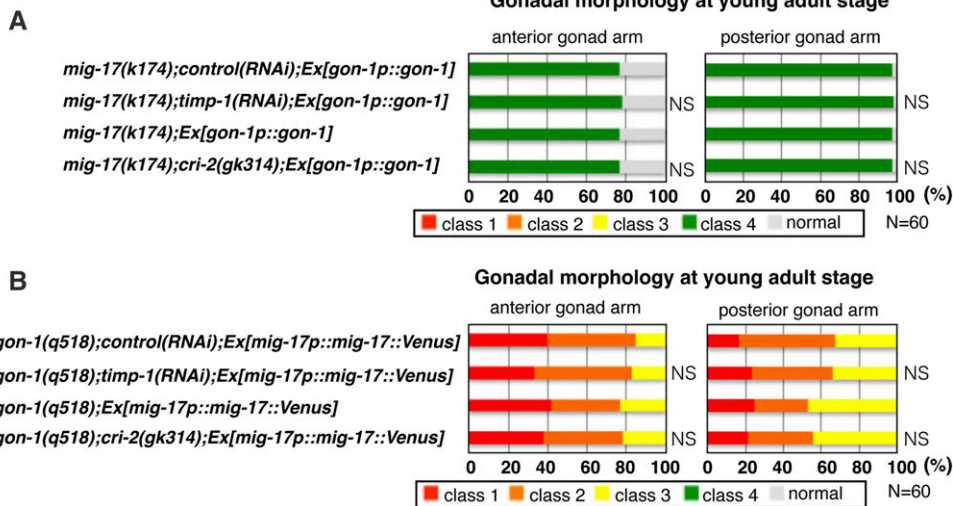 Gonadal morphology at young adult stage
A
anterior gonad arm posterior gonad arm
mig-17(k174);control(RNAi);Ex[gon-1p::gon-1]
mig-17(k174);timp-1(RNAi);Ex[gon-1p::gon-1] NS NS
mig-17(k174);Ex[gon-1p::gon-1]
mig-17(k174);cri-2(gk314);Ex[gon-1p::gon-1] NS NS
0 20 40 60 80 100 0 20 40 60 80 100 (%)
class 1 class 2 class 3 class 4 normal N=60
B
Gonadal morphology at young adult stage
anterior gonad arm posterior gonad arm
gon-1(q518);control(RNAi);Ex[mig-17p::mig-17::Venus]
gon-1(q518);timp-1(RNAi);Ex[mig-17p::mig-17::Venus] NS NS
gon-1(q518);Ex[mig-17p::mig-17::Venus]
gon-1(q518);cri-2(gk314);Ex[mig-17p::mig-17::Venus] NS NS
0 20 40 60 80 100 0 20 40 60 80 100 (%)
class 1 class 2 class 3 class 4 normal N=60